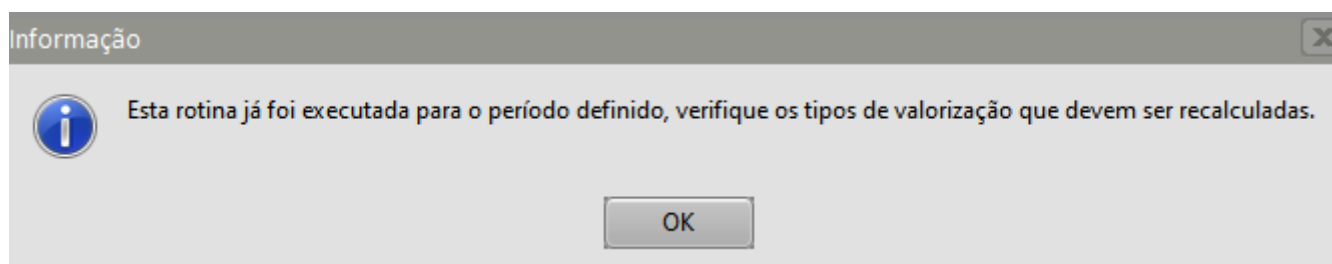 Informação
Esta rotina já foi executada para o período definido, verifique os tipos de valorização que devem ser recalculadas.
OK